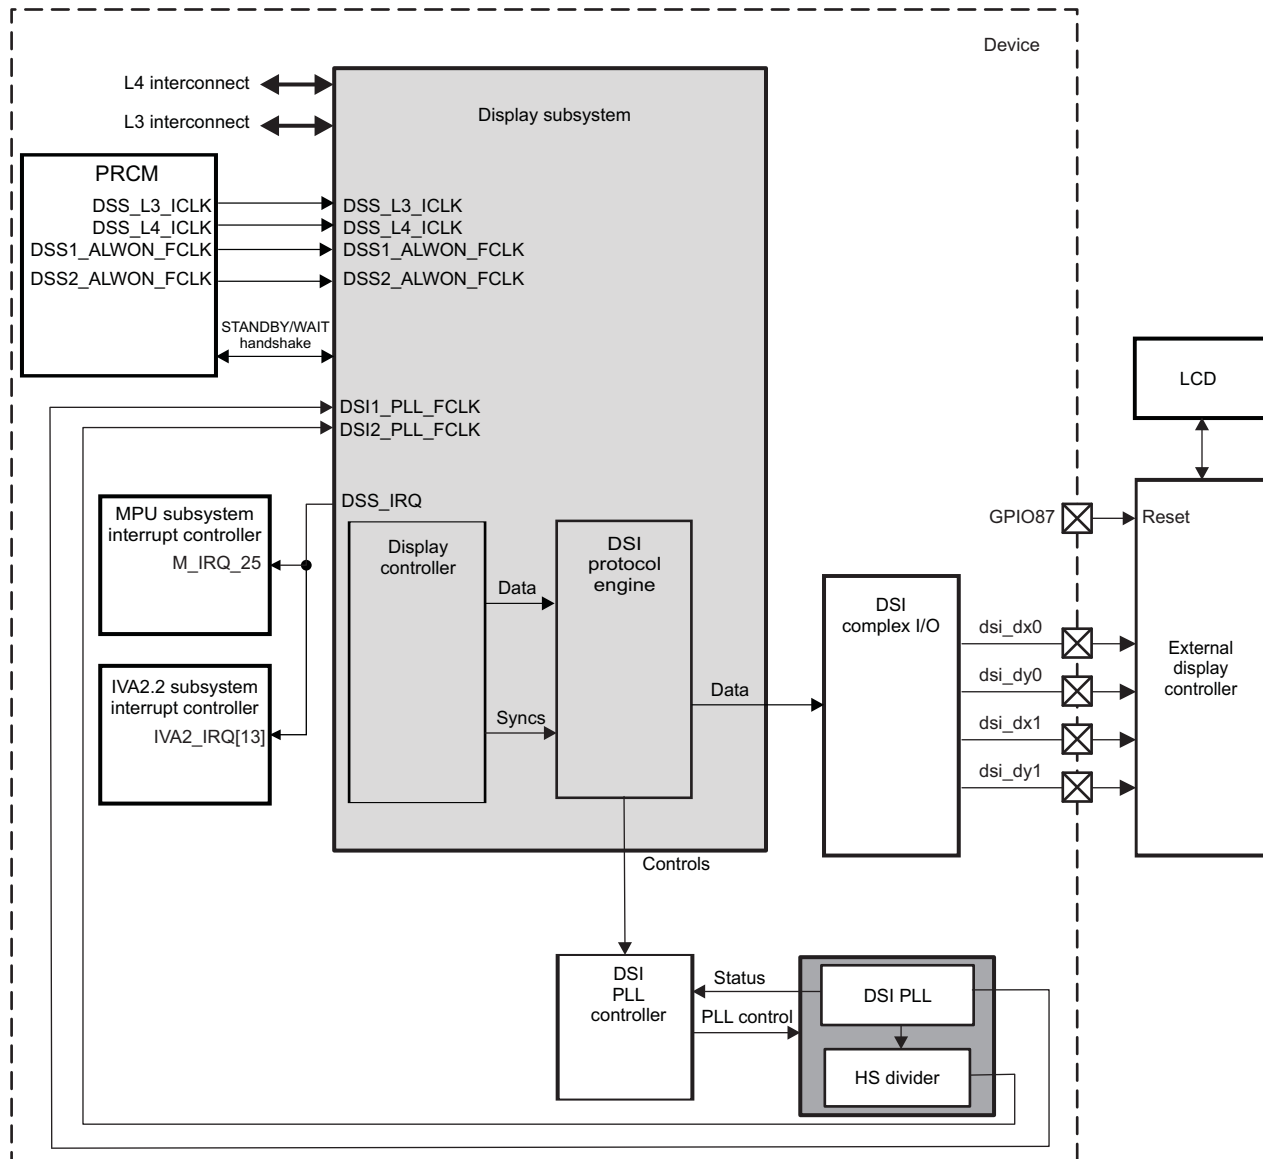 Device
L4 interconnect
L3 interconnect
Display subsystem
PRCM
DSS_L3_ICLK
DSS_L4_ICLK
DSS1_ALWON_FCLK
DSS2_ALWON_FCLK
DSS_L3_ICLK
DSS_L4_ICLK
DSS1_ALWON_FCLK
DSS2_ALWON_FCLK
STANDBY/WAIT
handshake
DSI1_PLL_FCLK
DSI2_PLL_FCLK
LCD
DSS_IRQ
MPU subsystem
interrupt controller
M_IRQ_25
IVA2.2 subsystem
interrupt controller
IVA2_IRQ[13]
Display
controller
Data
Syncs
DSI
protocol
engine
Data
DSI
complex I/O
GPIO87
Reset
dsi_dx0
dsi_dy0
dsi_dx1
dsi_dy1
External
display
controller
Controls
DSI
PLL
controller
Status
PLL control
DSI PLL
HS divider